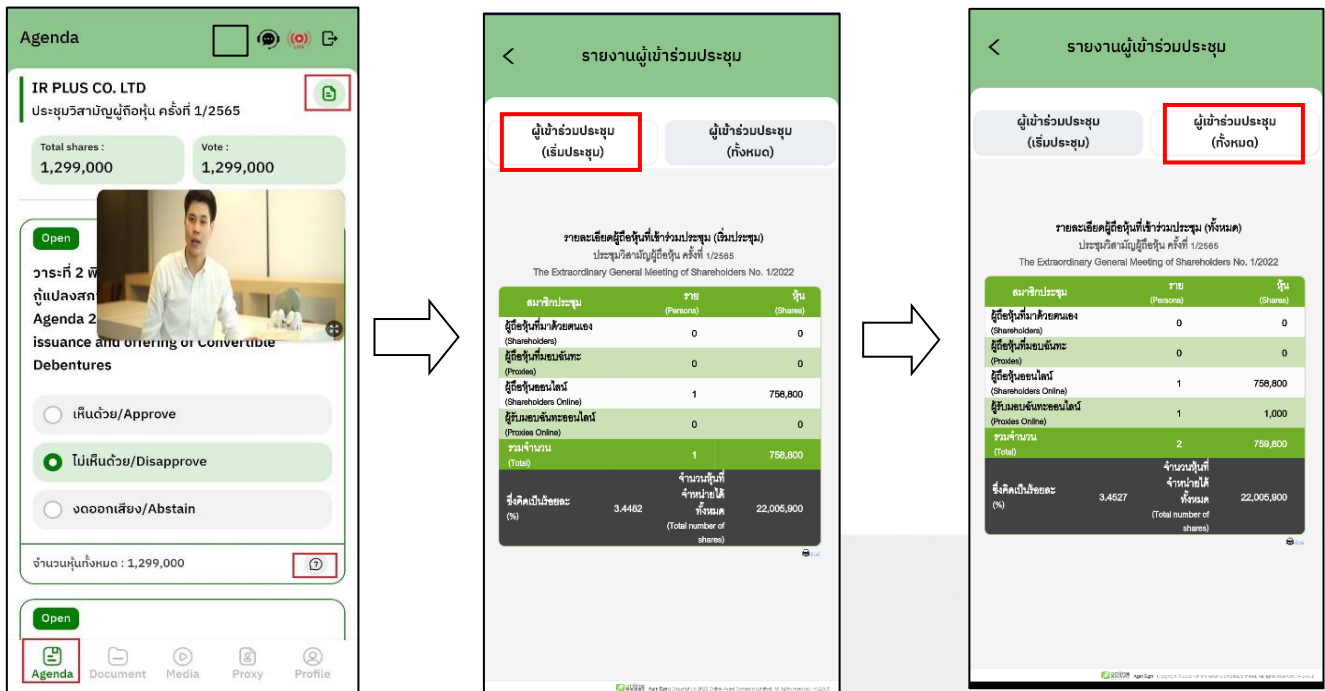 Agenda
LIVE
IR PLUS CO. LTD
ประชุมวิสามัญผู้ถือหุ้น ครั้งที่ 1/2565
Total shares :
1,299,000
Vote :
1,299,000
Open
วาระที่ 2
กู้แปลงสภ
Agenda 2
issuance and offering of Convertible
Debentures
เห็นด้วย/Approve
ไม่เห็นด้วย/Disapprove
งดออกเสียง/Abstain
จำนวนหุ้นทั้งหมด : 1,299,000
Open
Agenda
Document
Media
Proxy
Profile
รายงานผู้เข้าร่วมประชุม
ผู้เข้าร่วมประชุม
(เริ่มประชุม)
ผู้เข้าร่วมประชุม
(ทั้งหมด)
รายละเอียดผู้ถือหุ้นที่เข้าร่วมประชุม (เริ่มประชุม)
ประชุมวิสามัญผู้ถือหุ้น ครั้งที่ 1/2565
The Extraordinary General Meeting of Shareholders No. 1/2022
สมาชิกประชุม ราย หุ้น
(Persons) (Shares)
ผู้ถือหุ้นที่มาด้วยตนเอง
(Shareholders) 0 0
ผู้ถือหุ้นที่มอบฉันทะ
(Proxies) 0 0
ผู้ถือหุ้นออนไลน์
(Shareholders Online) 1 758,800
ผู้รับมอบฉันทะออนไลน์
(Proxies Online) 0 0
รวมจำนวน
(Total) 1 758,800
ซึ่งคิดเป็นร้อยละ
(%)
3.4482
จำนวนหุ้นที่
จำหน่ายได้
ทั้งหมด
(Total number of
shares)
22,005,900
รายงานผู้เข้าร่วมประชุม
ผู้เข้าร่วมประชุม
(เริ่มประชุม)
ผู้เข้าร่วมประชุม
(ทั้งหมด)
รายละเอียดผู้ถือหุ้นที่เข้าร่วมประชุม (ทั้งหมด)
ประชุมวิสามัญผู้ถือหุ้น ครั้งที่ 1/2565
The Extraordinary General Meeting of Shareholders No. 1/2022
สมาชิกประชุม ราย หุ้น
(Persons) (Shares)
ผู้ถือหุ้นที่มาด้วยตนเอง
(Shareholders) 0 0
ผู้ถือหุ้นที่มอบฉันทะ
(Proxies) 0 0
ผู้ถือหุ้นออนไลน์
(Shareholders Online) 1 758,800
ผู้รับมอบฉันทะออนไลน์
(Proxies Online) 1 1,000
รวมจำนวน
(Total) 2 759,800
ซึ่งคิดเป็นร้อยละ
(%)
3.4527
จำนวนหุ้นที่
จำหน่ายได้
ทั้งหมด
(Total number of
shares)
22,005,900